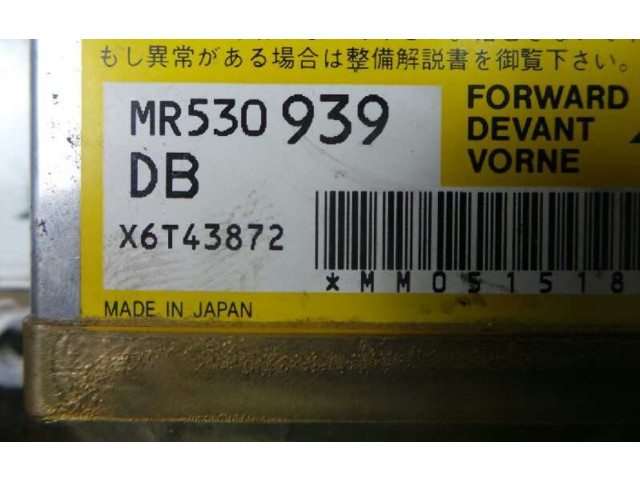 もし異常がある場合は整備解説書を御覧下さい。
MR530 939
DB
X6T43872
FORWARD
DEVANT
VORNE
*MM051518
MADE IN JAPAN